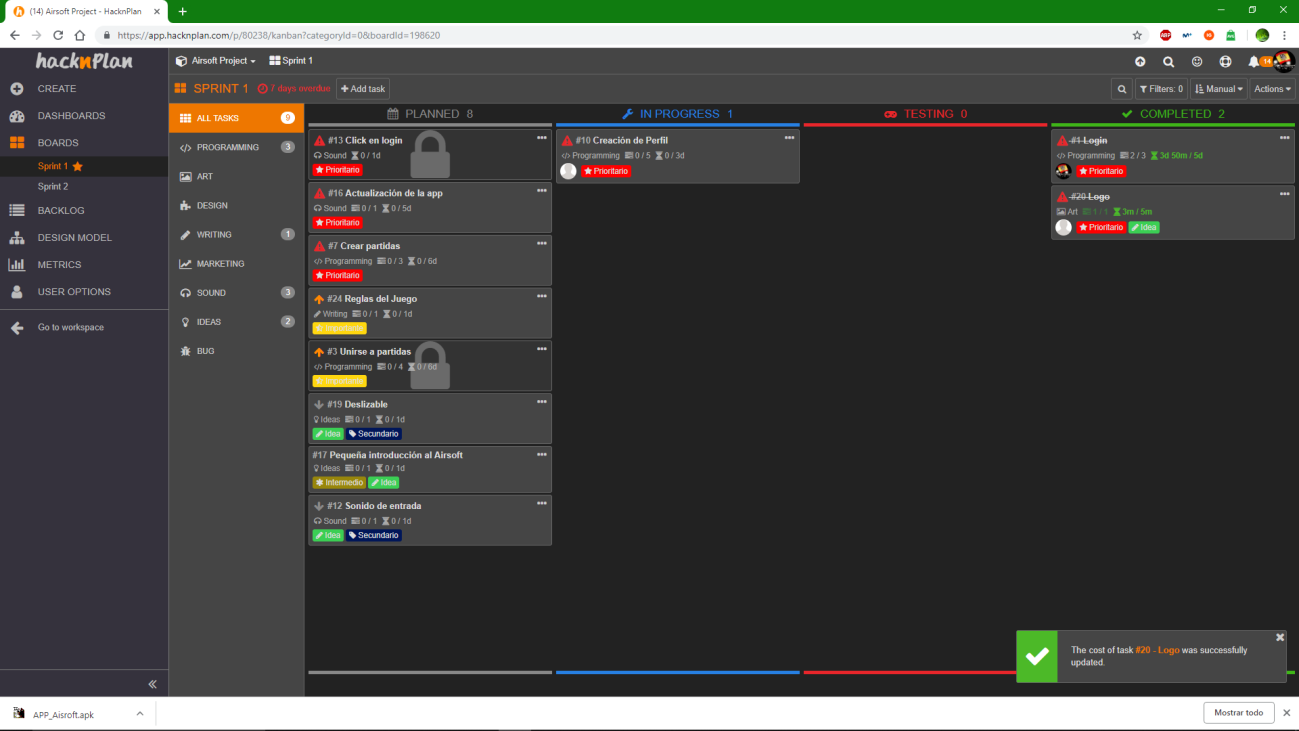 (14) Airsoft Project - HacknPlan
https://app.hacknplan.com/p/80238/kanban?categoryId=0&boardId=198620
hacknPlan
Airsoft Project
Sprint 1
14
CREATE
DASHBOARDS
BOARDS
Sprint 1
Sprint 2
BACKLOG
DESIGN MODEL
METRICS
USER OPTIONS
Go to workspace
SPRINT 1
7 days overdue
Add task
Filters: 0
Manual
Actions
ALL TASKS 9
PROGRAMMING 3
ART
DESIGN
WRITING 1
MARKETING
SOUND 3
IDEAS 2
BUG
PLANNED 8
#13 Click en login
Sound 0 / 1d
Prioritario
#16 Actualización de la app
Sound 0 / 1 0 / 5d
Prioritario
#7 Crear partidas
Programming 0 / 3 0 / 6d
Prioritario
#24 Reglas del Juego
Writing 0 / 1 0 / 1d
Importante
#3 Unirse a partidas
Programming 0 / 4 0 / 6d
Importante
#19 Deslizable
Ideas 0 / 1 0 / 1d
Idea Secundario
#17 Pequeña introducción al Airsoft
Ideas 0 / 1 0 / 1d
Intermedio Idea
#12 Sonido de entrada
Sound 0 / 1 0 / 1d
Idea Secundario
IN PROGRESS 1
#10 Creación de Perfil
Programming 0 / 5 0 / 3d
Prioritario
TESTING 0
COMPLETED 2
#1 Login
Programming 2 / 3 3d 50m / 5d
Prioritario
#20 Logo
Art 1 / 1 3m / 5m
Prioritario Idea
The cost of task #20 - Logo was successfully
updated.
APP_Aisroft.apk
Mostrar todo